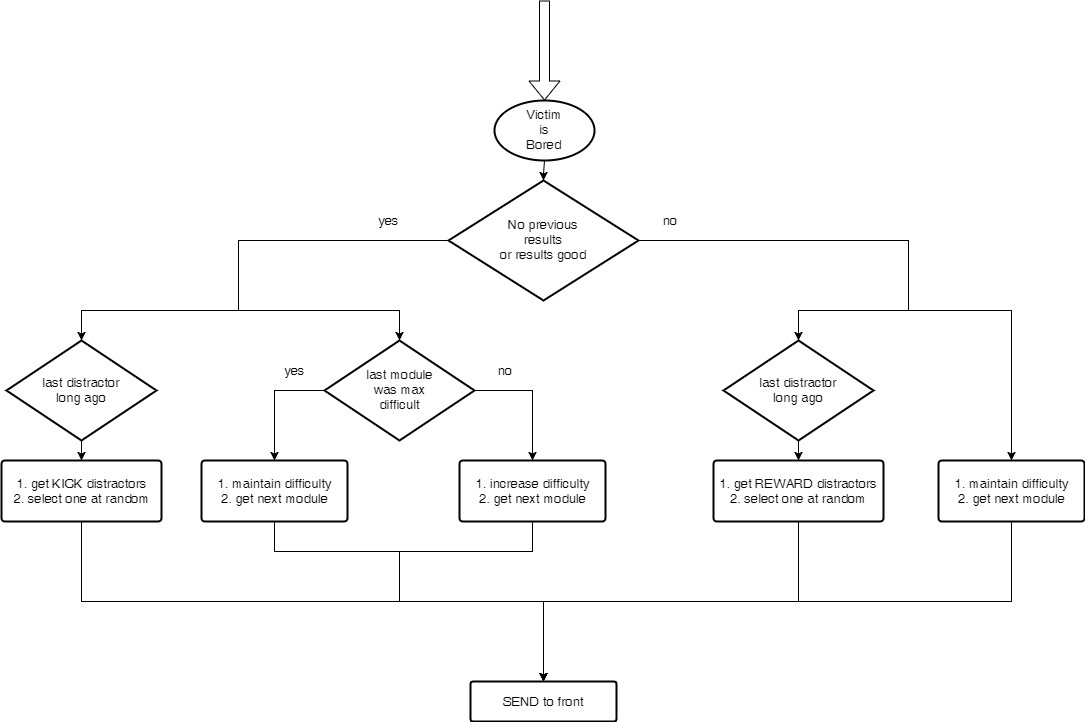 Victim
is
Bored
No previous
results
or results good
yes
no
last distractor
long ago
last module
was max
difficult
yes
no
last distractor
long ago
1. get KICK distractors
2. select one at random
1. maintain difficulty
2. get next module
1. increase difficulty
2. get next module
1. get REWARD distractors
2. select one at random
1. maintain difficulty
2. get next module
SEND to front